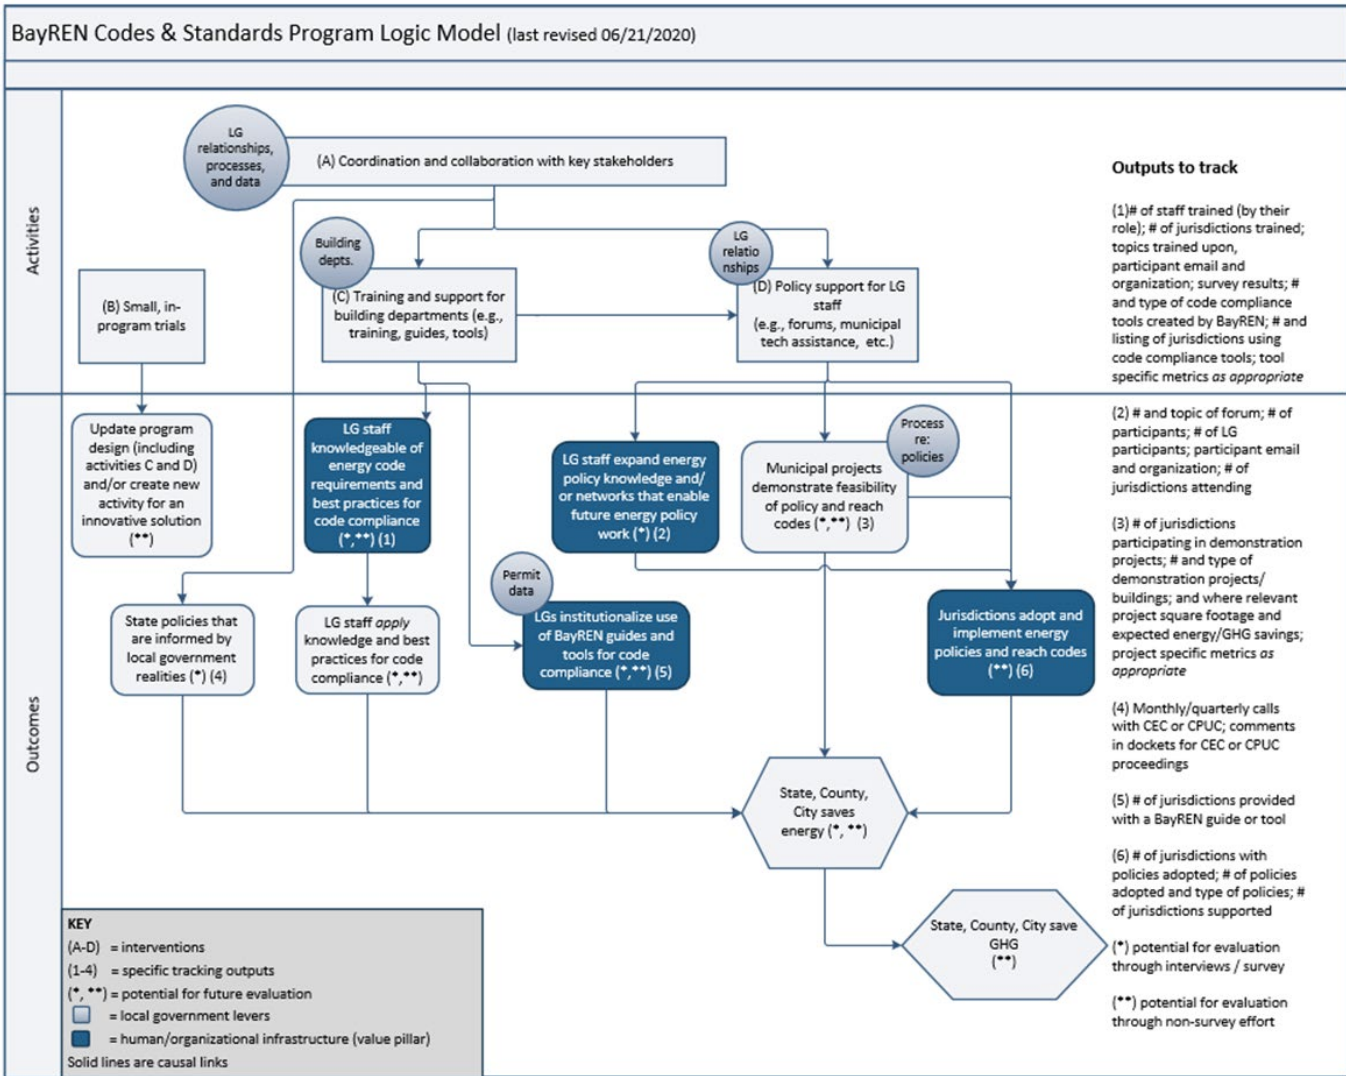 BayREN Codes & Standards Program Logic Model (last revised 06/21/2020)
Activities
LG
relationships,
processes,
and data
(A) Coordination and collaboration with key stakeholders
Building
depts.
LG
relatio
nships
(B) Small, in-
program trials
(C) Training and support for
building departments (e.g.,
training, guides, tools)
(D) Policy support for LG
staff
(e.g., forums, municipal
tech assistance, etc.)
Outcomes
Update program
design (including
activities C and D)
and/or create new
activity for an
innovative solution
(**)
LG staff
knowledgeable of
energy code
requirements and
best practices for
code compliance
(*,**) (1)
LG staff expand energy
policy knowledge and/
or networks that enable
future energy policy
work (*) (2)
Process
re:
policies
Municipal projects
demonstrate feasibility
of policy and reach
codes (*,**) (3)
State policies that
are informed by
local government
realities (*) (4)
LG staff apply
knowledge and best
practices for code
compliance (*,**)
Permit
data
LGs institutionalize use
of BayREN guides and
tools for code
compliance (*,**) (5)
Jurisdictions adopt and
implement energy
policies and reach codes
(**) (6)
State, County,
City saves
energy (*, **)
State, County, City save
GHG
(**)
KEY
(A-D) = interventions
(1-4) = specific tracking outputs
(*, **) = potential for future evaluation
= local government levers
= human/organizational infrastructure (value pillar)
Solid lines are causal links
Outputs to track
(1)# of staff trained (by their
role); # of jurisdictions trained;
topics trained upon,
participant email and
organization; survey results; #
and type of code compliance
tools created by BayREN; # and
listing of jurisdictions using
code compliance tools; tool
specific metrics as appropriate
(2) # and topic of forum; # of
participants; # of LG
participants; participant email
and organization; # of
jurisdictions attending
(3) # of jurisdictions
participating in demonstration
projects; # and type of
demonstration projects/
buildings; and where relevant
project square footage and
expected energy/GHG savings;
project specific metrics as
appropriate
(4) Monthly/quarterly calls
with CEC or CPUC; comments
in dockets for CEC or CPUC
proceedings
(5) # of jurisdictions provided
with a BayREN guide or tool
(6) # of jurisdictions with
policies adopted; # of policies
adopted and type of policies; #
of jurisdictions supported
(*) potential for evaluation
through interviews / survey
(**) potential for evaluation
through non-survey effort